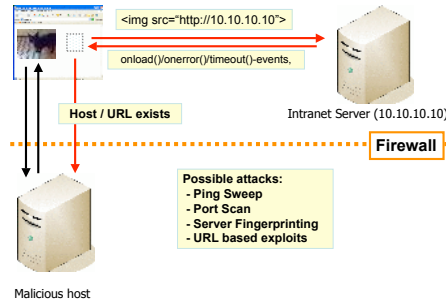 <img src="http://10.10.10.10">
onload()/onerror()/timeout()-events,
Host / URL exists
Intranet Server (10.10.10.10)
Firewall
Possible attacks:
- Ping Sweep
- Port Scan
- Server Fingerprinting
- URL based exploits
Malicious host